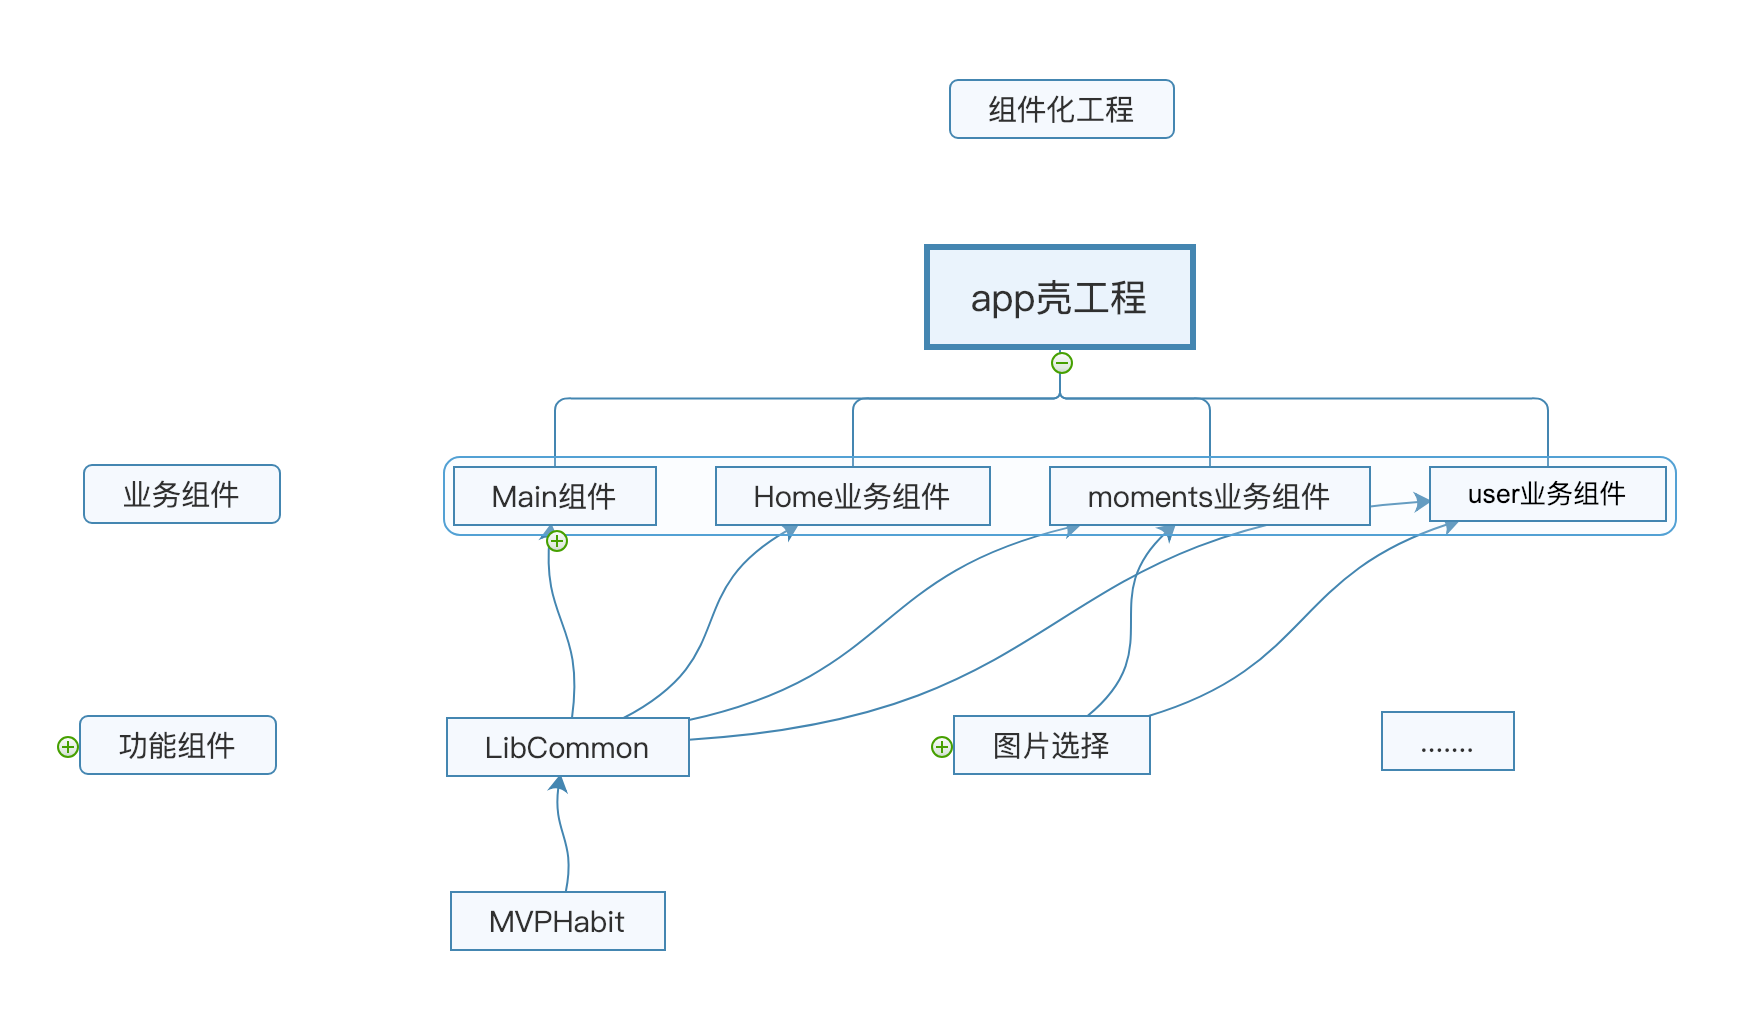 组件化工程
app壳工程
业务组件
Main组件
Home业务组件
moments业务组件
user业务组件
功能组件
LibCommon
图片选择
.......
MVPHabit